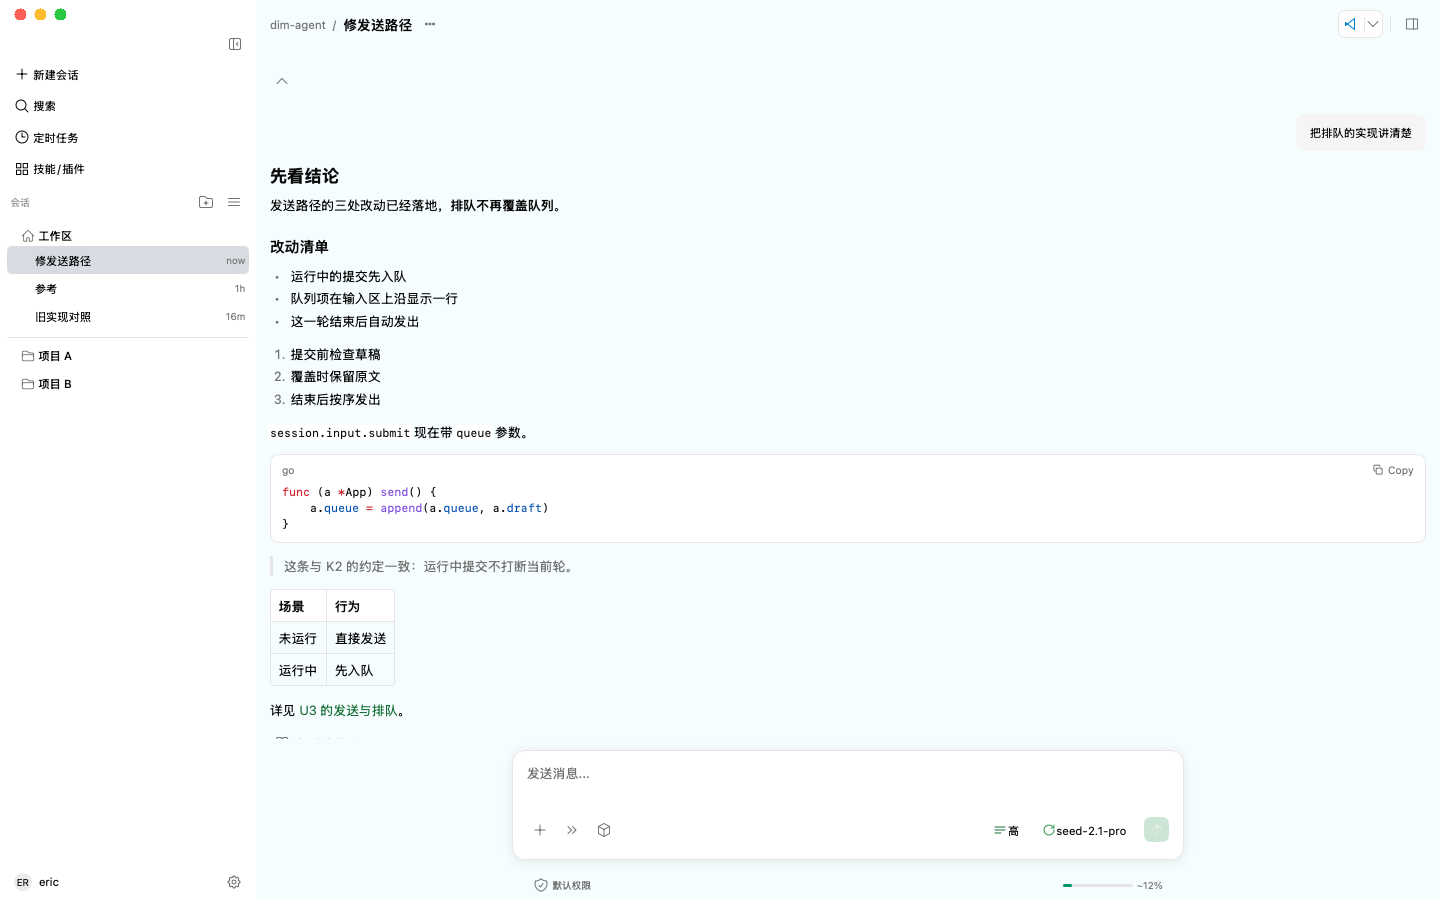 dim-agent / 修发送路径 ···
新建会话
搜索
定时任务
技能/插件
会话
工作区
修发送路径 now
参考 1h
旧实现对照 16m
项目 A
项目 B
ER eric
把排队的实现讲清楚
先看结论
发送路径的三处改动已经落地，排队不再覆盖队列。
改动清单
• 运行中的提交先入队
• 队列项在输入区上沿显示一行
• 这一轮结束后自动发出
1. 提交前检查草稿
2. 覆盖时保留原文
3. 结束后按序发出
session.input.submit 现在带 queue 参数。
go Copy
func (a *App) send() {
    a.queue = append(a.queue, a.draft)
}
这条与 K2 的约定一致：运行中提交不打断当前轮。
场景 行为
未运行 直接发送
运行中 先入队
详见 U3 的发送与排队。
发送消息...
高 seed-2.1-pro
默认权限 ~12%